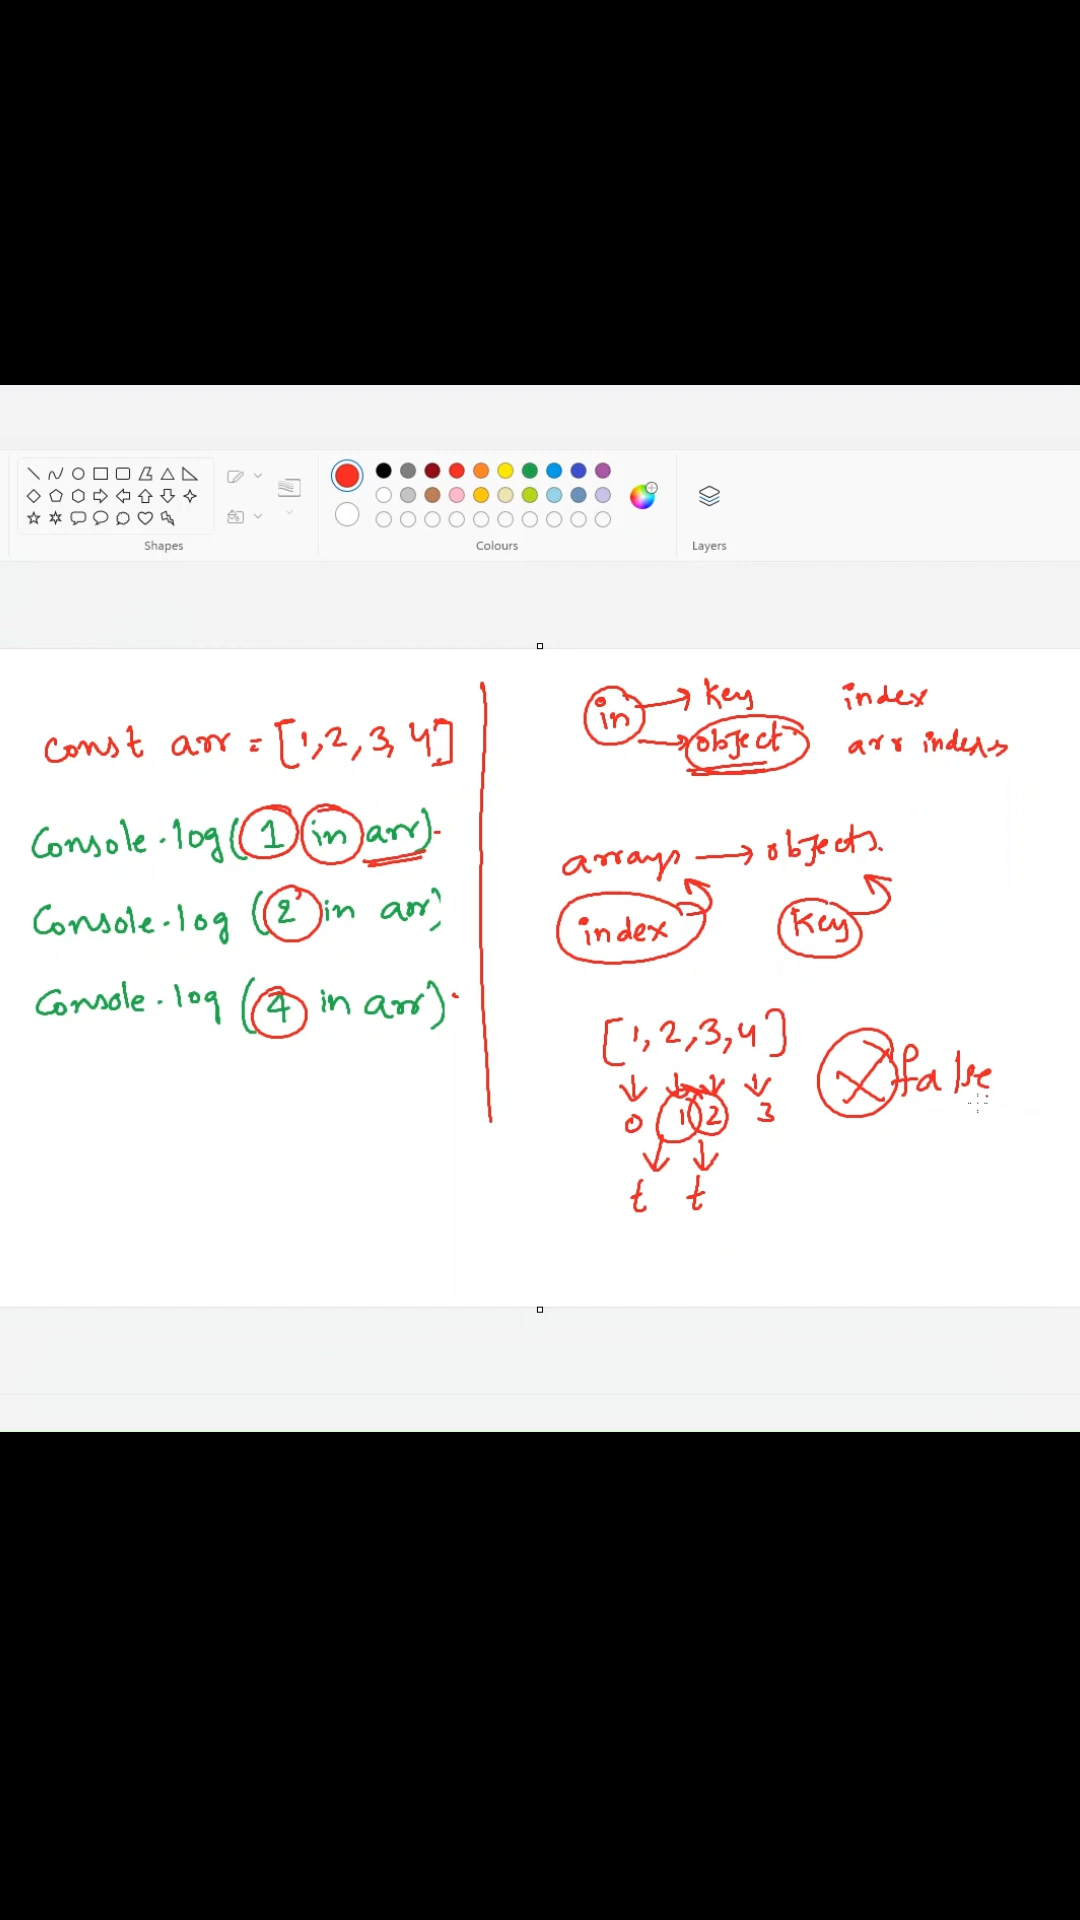 Shapes
Colours
Layers
Const arr = [1,2,3,4]
Console.log(1 in arr).
Console.log (2 in arr)
Console.log (4 in arr).
in
key
object
index
arr indexs
arrays → objects.
index
key
[1,2,3,4]
0 1 2 3
t t
X false